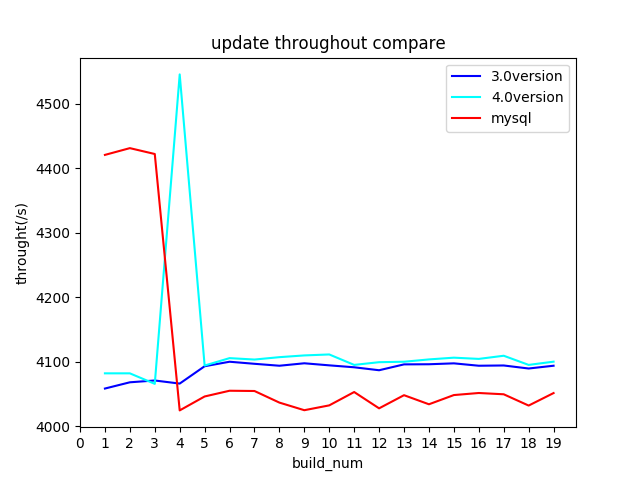 update throughout compare
3.0version
4.0version
mysql
throught(/s)
4500
4400
4300
4200
4100
4000
0 1 2 3 4 5 6 7 8 9 10 11 12 13 14 15 16 17 18 19
build_num